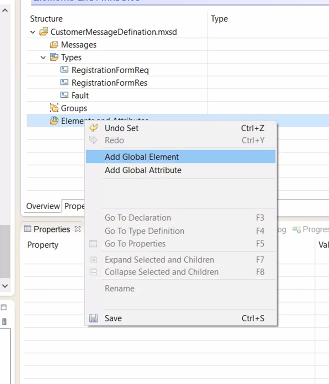 Structure Type
CustomerMessageDefination.mxsd
Messages
Types
RegistrationFormReq
RegistrationFormRes
Fault
Groups
Elements and Attributes
Undo Set Ctrl+Z
Redo Ctrl+Y
Add Global Element
Add Global Attribute
Overview
Go To Declaration F3
Go To Type Definition F4
Properties
Go To Properties F5
Property
Expand Selected and Children F7
Collapse Selected and Children F8
Rename
Save Ctrl+S